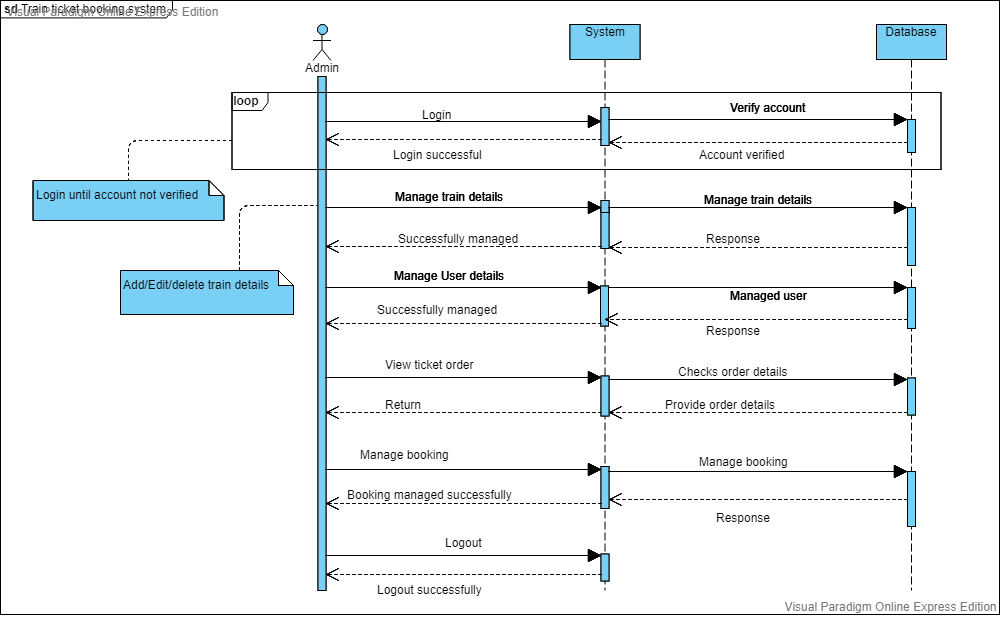 sd Train ticket booking system
Visual Paradigm Online Express Edition
System
Database
Admin
loop
Login
Verify account
Login successful
Account verified
Login until account not verified
Manage train details
Manage train details
Successfully managed
Response
Add/Edit/delete train details
Manage User details
Managed user
Successfully managed
Response
View ticket order
Checks order details
Return
Provide order details
Manage booking
Manage booking
Booking managed successfully
Response
Logout
Logout successfully
Visual Paradigm Online Express Edition